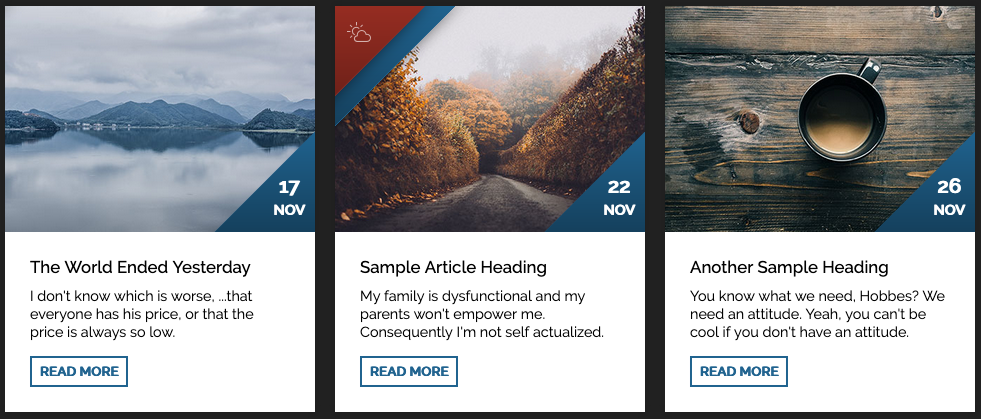 17
NOV
The World Ended Yesterday
I don't know which is worse, ...that
everyone has his price, or that the
price is always so low.
READ MORE
22
NOV
Sample Article Heading
My family is dysfunctional and my
parents won't empower me.
Consequently I'm not self actualized.
READ MORE
26
NOV
Another Sample Heading
You know what we need, Hobbes? We
need an attitude. Yeah, you can't be
cool if you don't have an attitude.
READ MORE